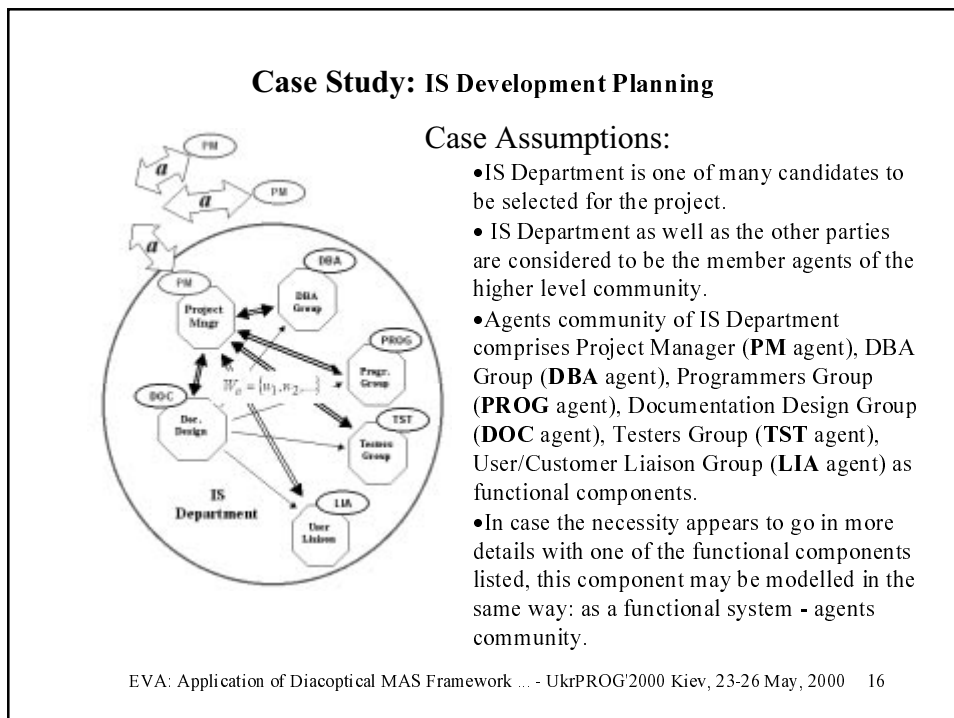 Case Study: IS Development Planning
Case Assumptions:
•IS Department is one of many candidates to
be selected for the project.
• IS Department as well as the other parties
are considered to be the member agents of the
higher level community.
•Agents community of IS Department
comprises Project Manager (PM agent), DBA
Group (DBA agent), Programmers Group
(PROG agent), Documentation Design Group
(DOC agent), Testers Group (TST agent),
User/Customer Liaison Group (LIA agent) as
functional components.
•In case the necessity appears to go in more
details with one of the functional components
listed, this component may be modelled in the
same way: as a functional system - agents
community.
PM
a
PM
a
a
PM
Project
Mngr
DBA
DBA
Group
PROG
Progr.
Group
DOC
Doc.
Design
TST
Testers
Group
LIA
User
Liaison
IS
Department
EVA: Application of Diacoptical MAS Framework ... - UkrPROG'2000 Kiev, 23-26 May, 2000 16